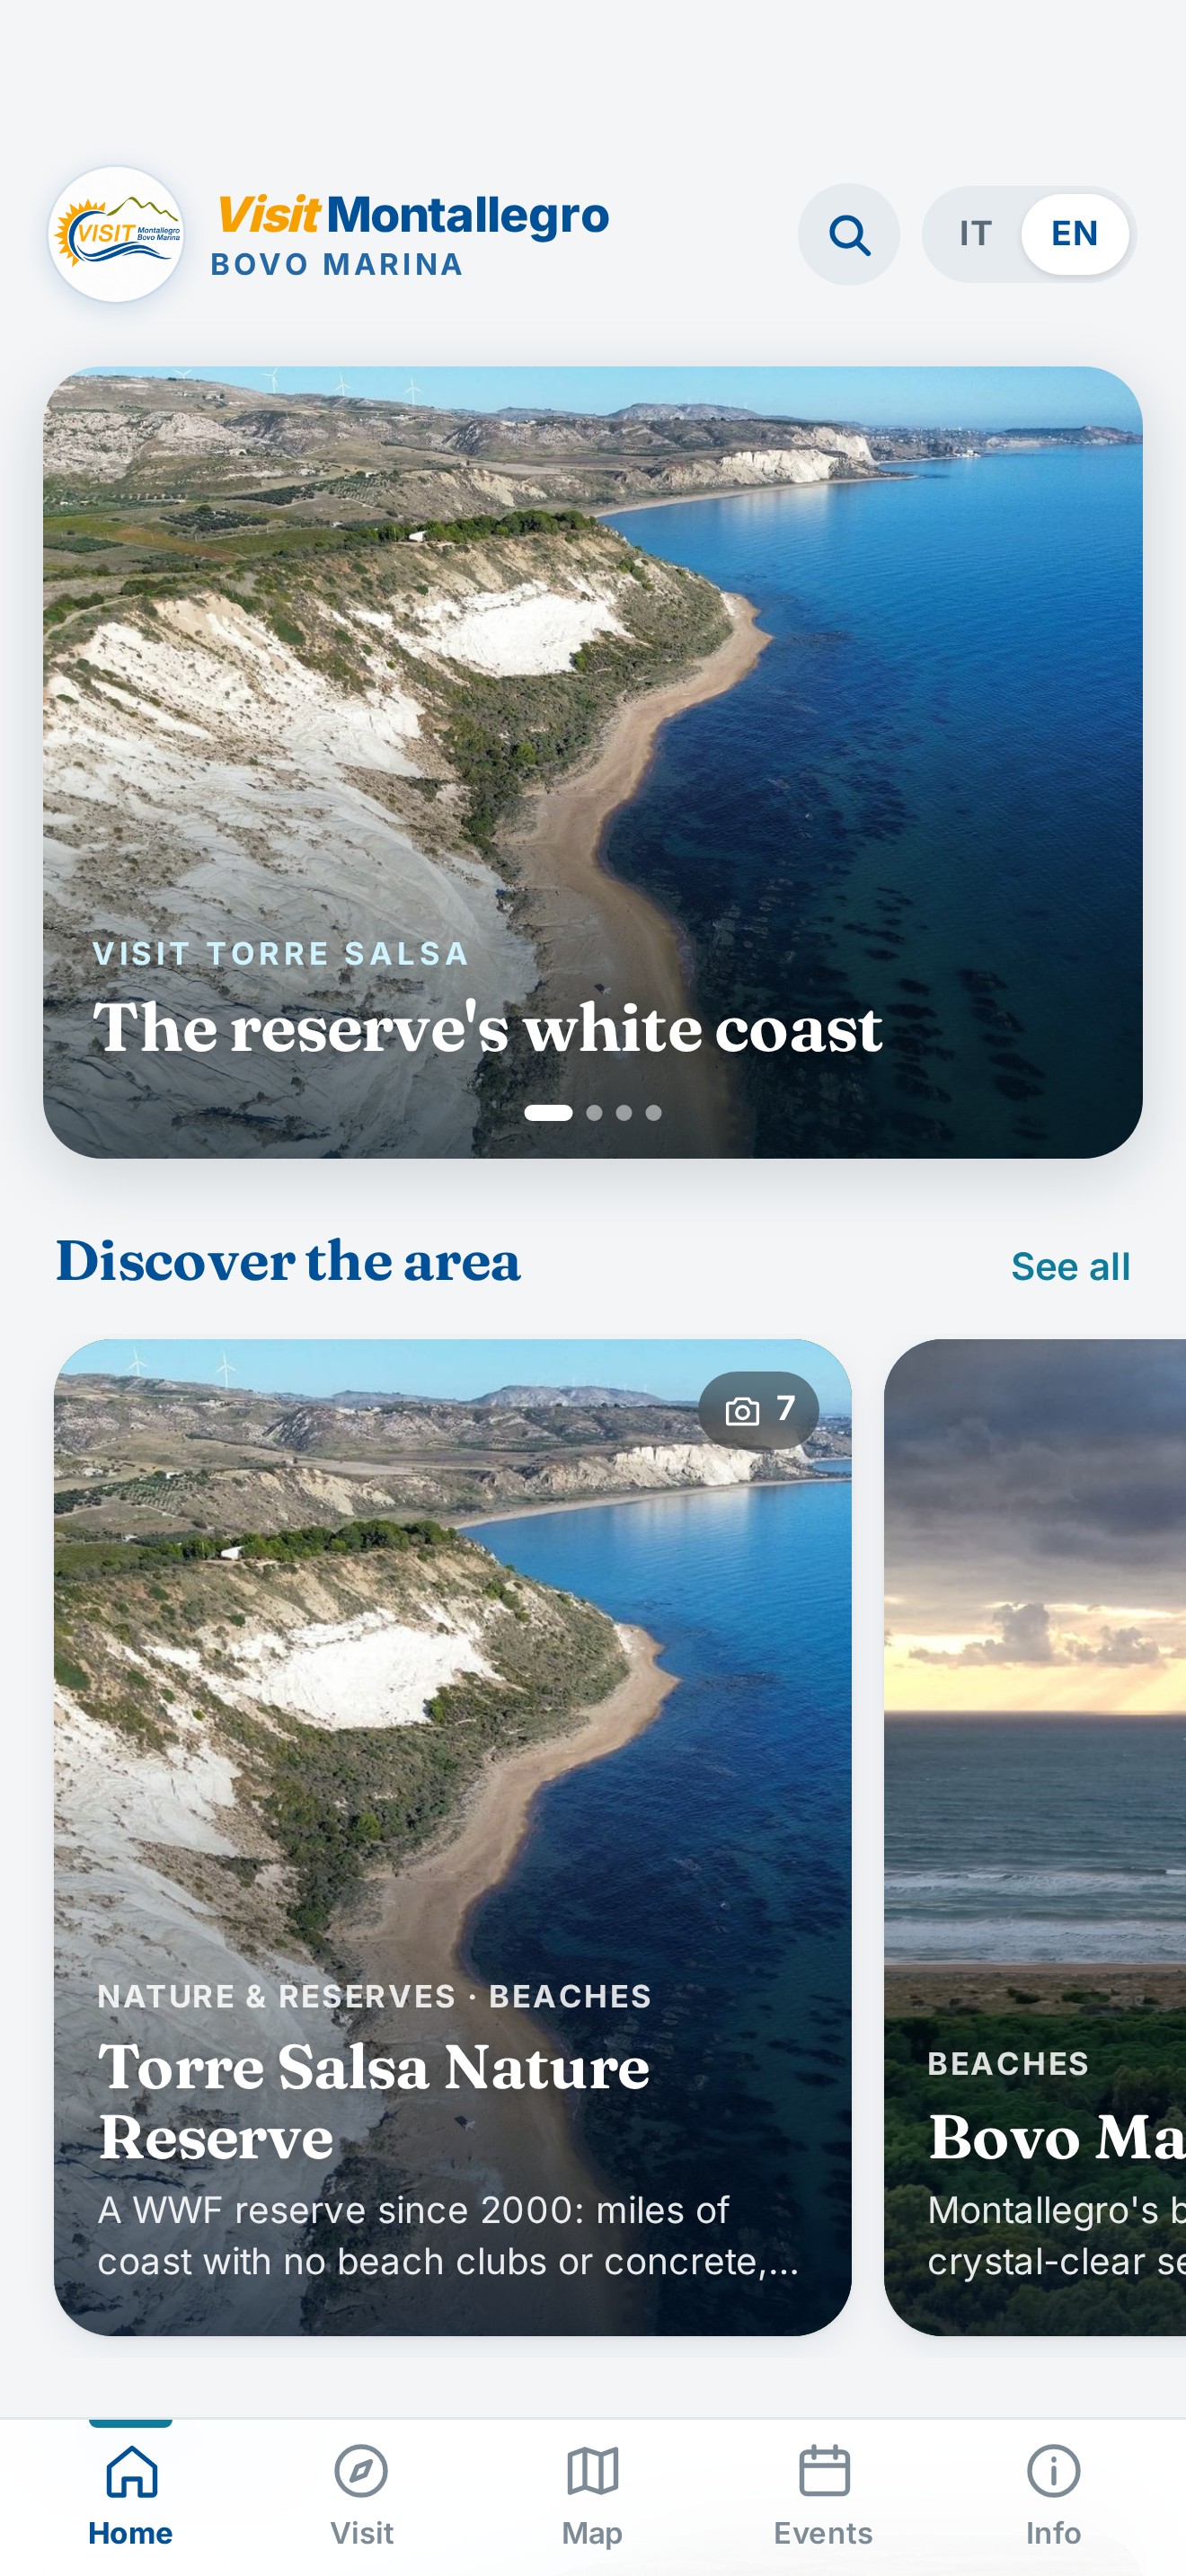 VISIT Montallegro
Bovo Marina
Visit Montallegro
BOVO MARINA
IT
EN
VISIT TORRE SALSA
The reserve's white coast
Discover the area
See all
7
NATURE & RESERVES · BEACHES
Torre Salsa Nature
Reserve
A WWF reserve since 2000: miles of
coast with no beach clubs or concrete,...
BEACHES
Bovo Ma
Montallegro's b
crystal-clear se
Home
Visit
Map
Events
Info